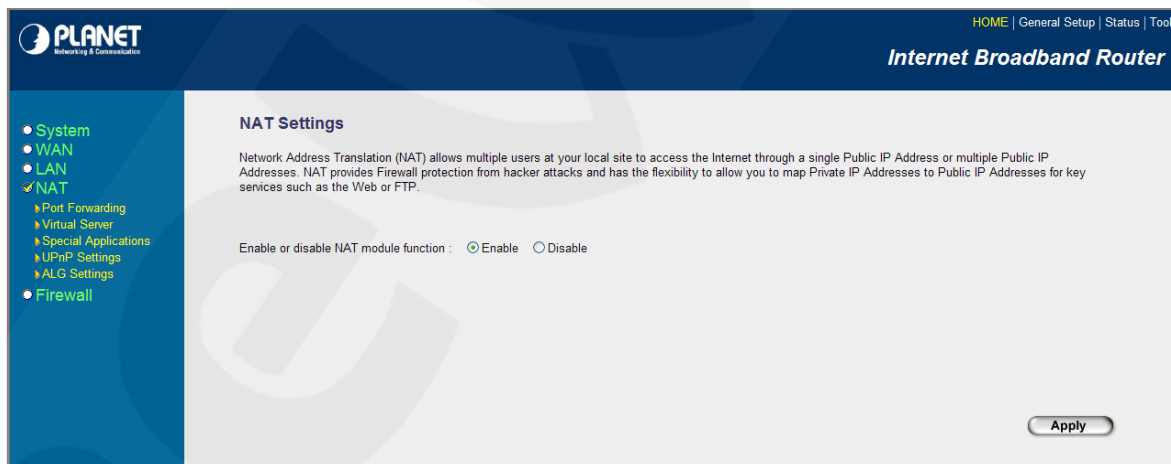 PLANET
Networking & Communication
HOME | General Setup | Status | Tool
Internet Broadband Router
System
WAN
LAN
NAT
Port Forwarding
Virtual Server
Special Applications
UPnP Settings
ALG Settings
Firewall
NAT Settings
Network Address Translation (NAT) allows multiple users at your local site to access the Internet through a single Public IP Address or multiple Public IP
Addresses. NAT provides Firewall protection from hacker attacks and has the flexibility to allow you to map Private IP Addresses to Public IP Addresses for key
services such as the Web or FTP.
Enable or disable NAT module function : Enable Disable
Apply